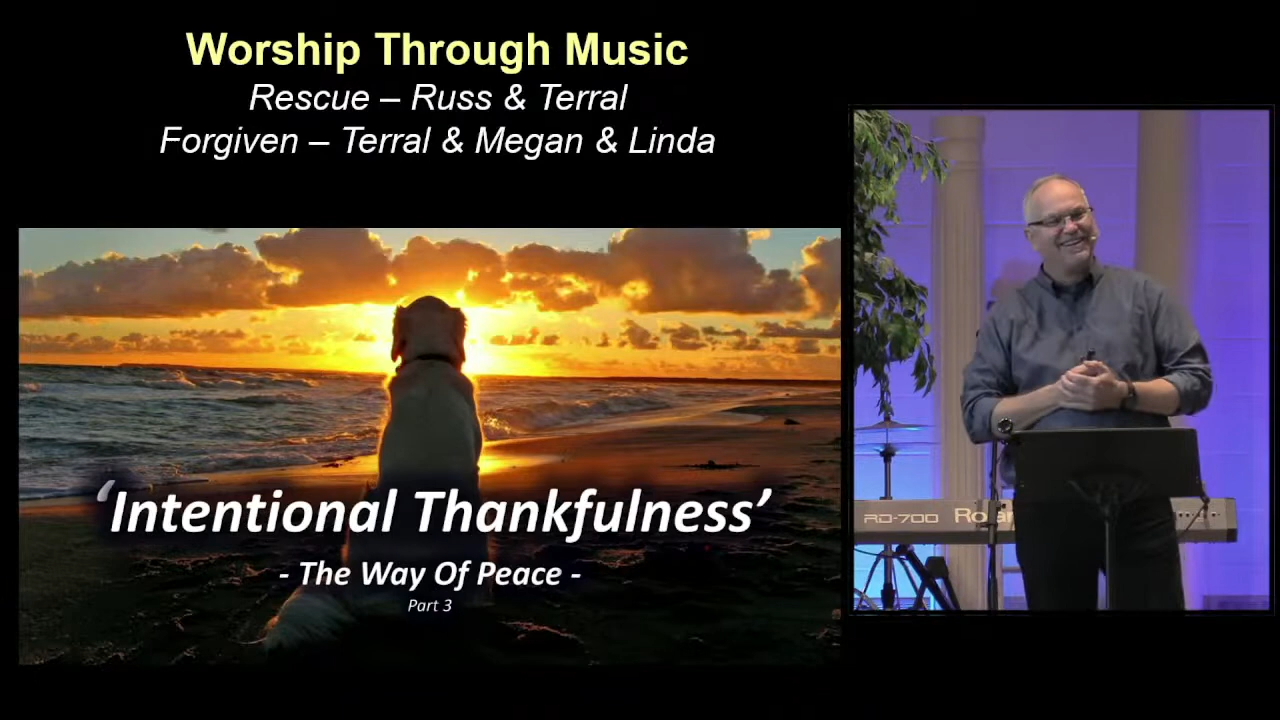 Worship Through Music
Rescue – Russ & Terral
Forgiven – Terral & Megan & Linda
‘Intentional Thankfulness’
- The Way Of Peace -
Part 3
RD-700 Rolan